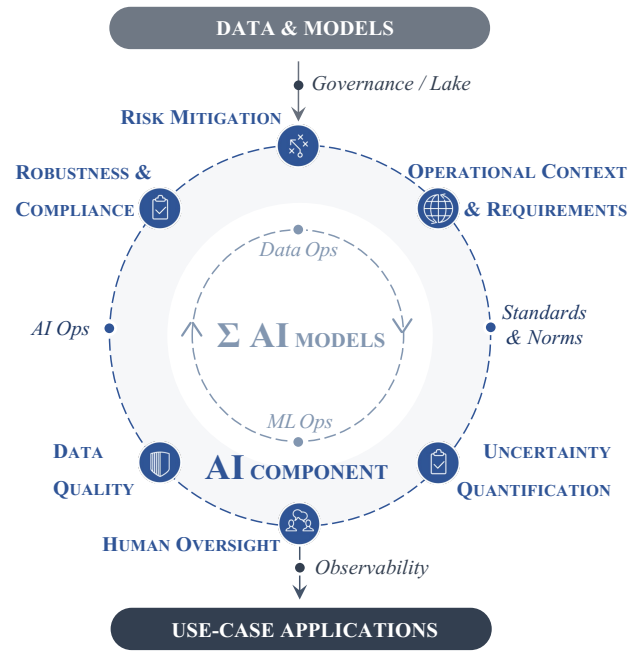 DATA & MODELS
Governance / Lake
RISK MITIGATION
ROBUSTNESS &
COMPLIANCE
OPERATIONAL CONTEXT
& REQUIREMENTS
Data Ops
AI Ops
Σ AI MODELS
Standards
& Norms
ML Ops
DATA
QUALITY
AI COMPONENT
UNCERTAINTY
QUANTIFICATION
HUMAN OVERSIGHT
Observability
USE-CASE APPLICATIONS